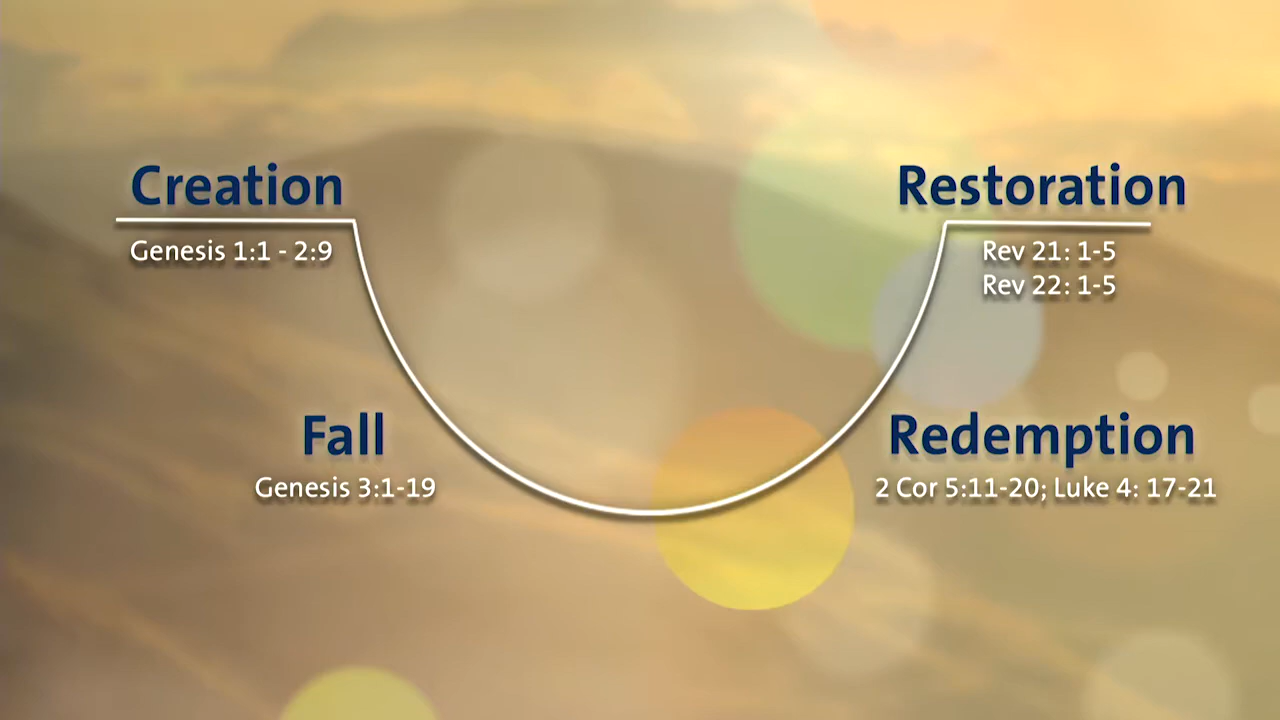 Creation
Genesis 1:1 - 2:9
Fall
Genesis 3:1-19
Restoration
Rev 21: 1-5
Rev 22: 1-5
Redemption
2 Cor 5:11-20; Luke 4: 17-21